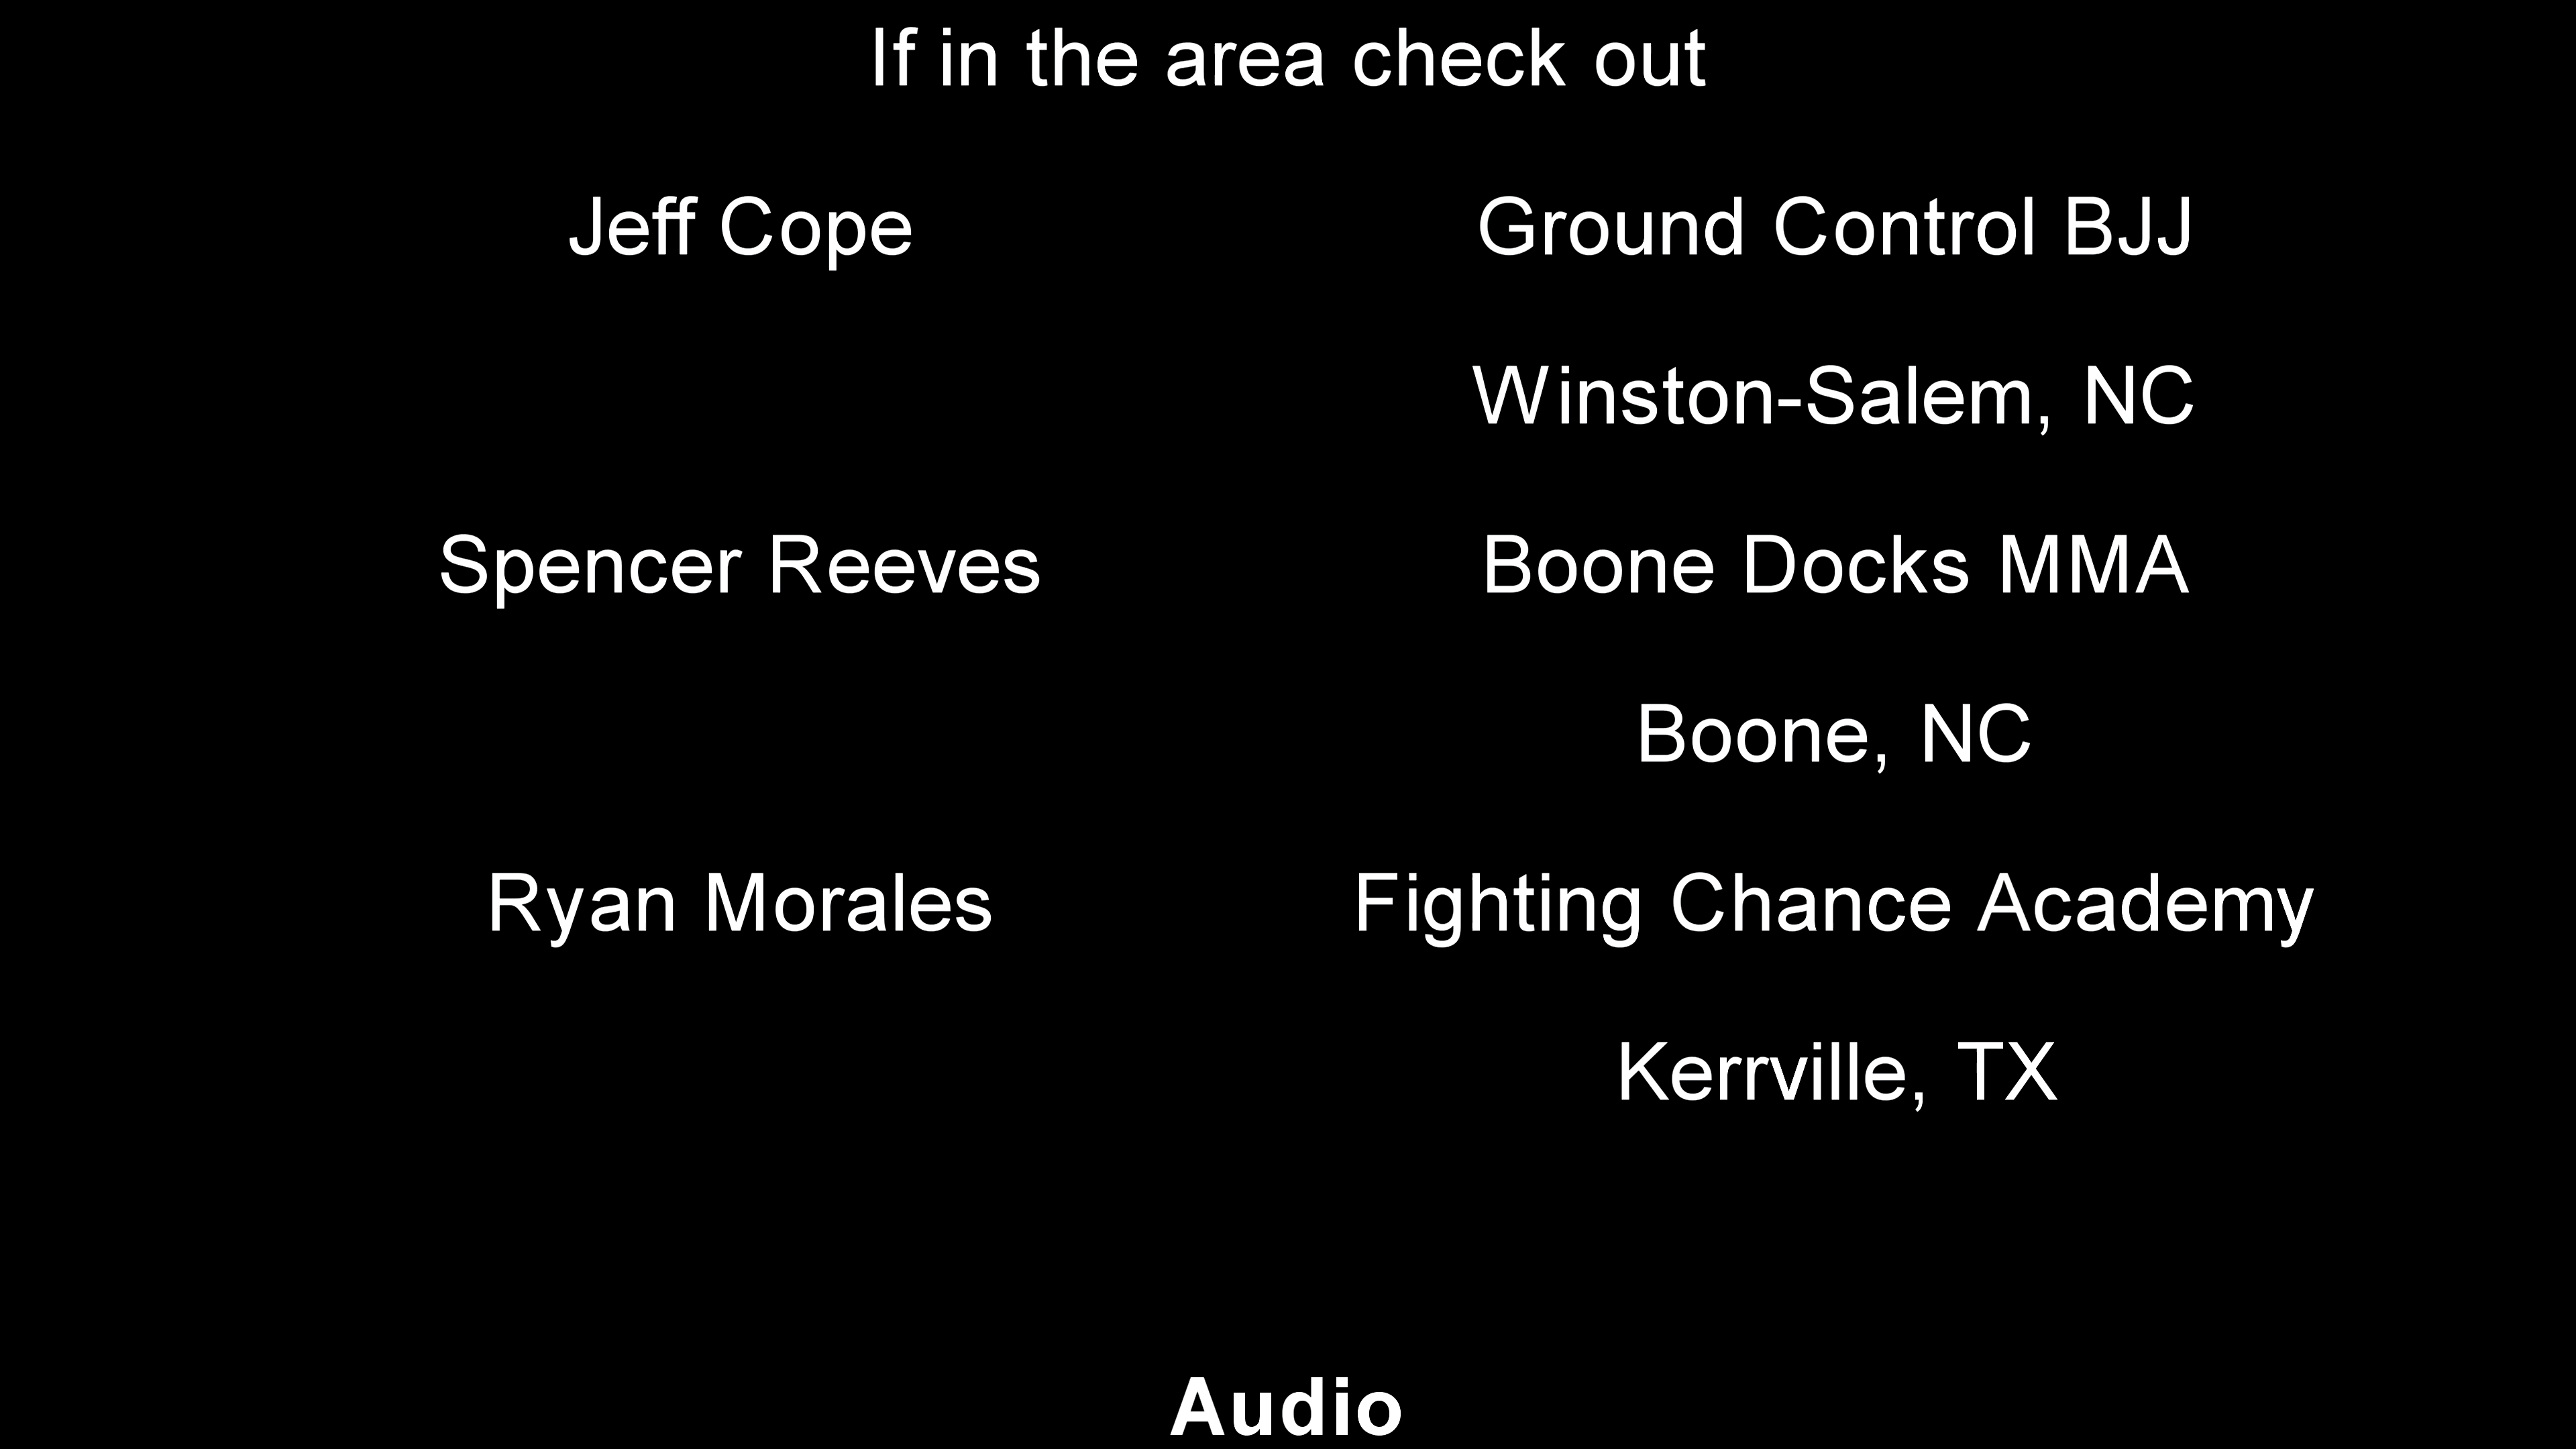 If in the area check out
Jeff Cope Ground Control BJJ
Winston-Salem, NC
Spencer Reeves Boone Docks MMA
Boone, NC
Ryan Morales Fighting Chance Academy
Kerrville, TX
Audio